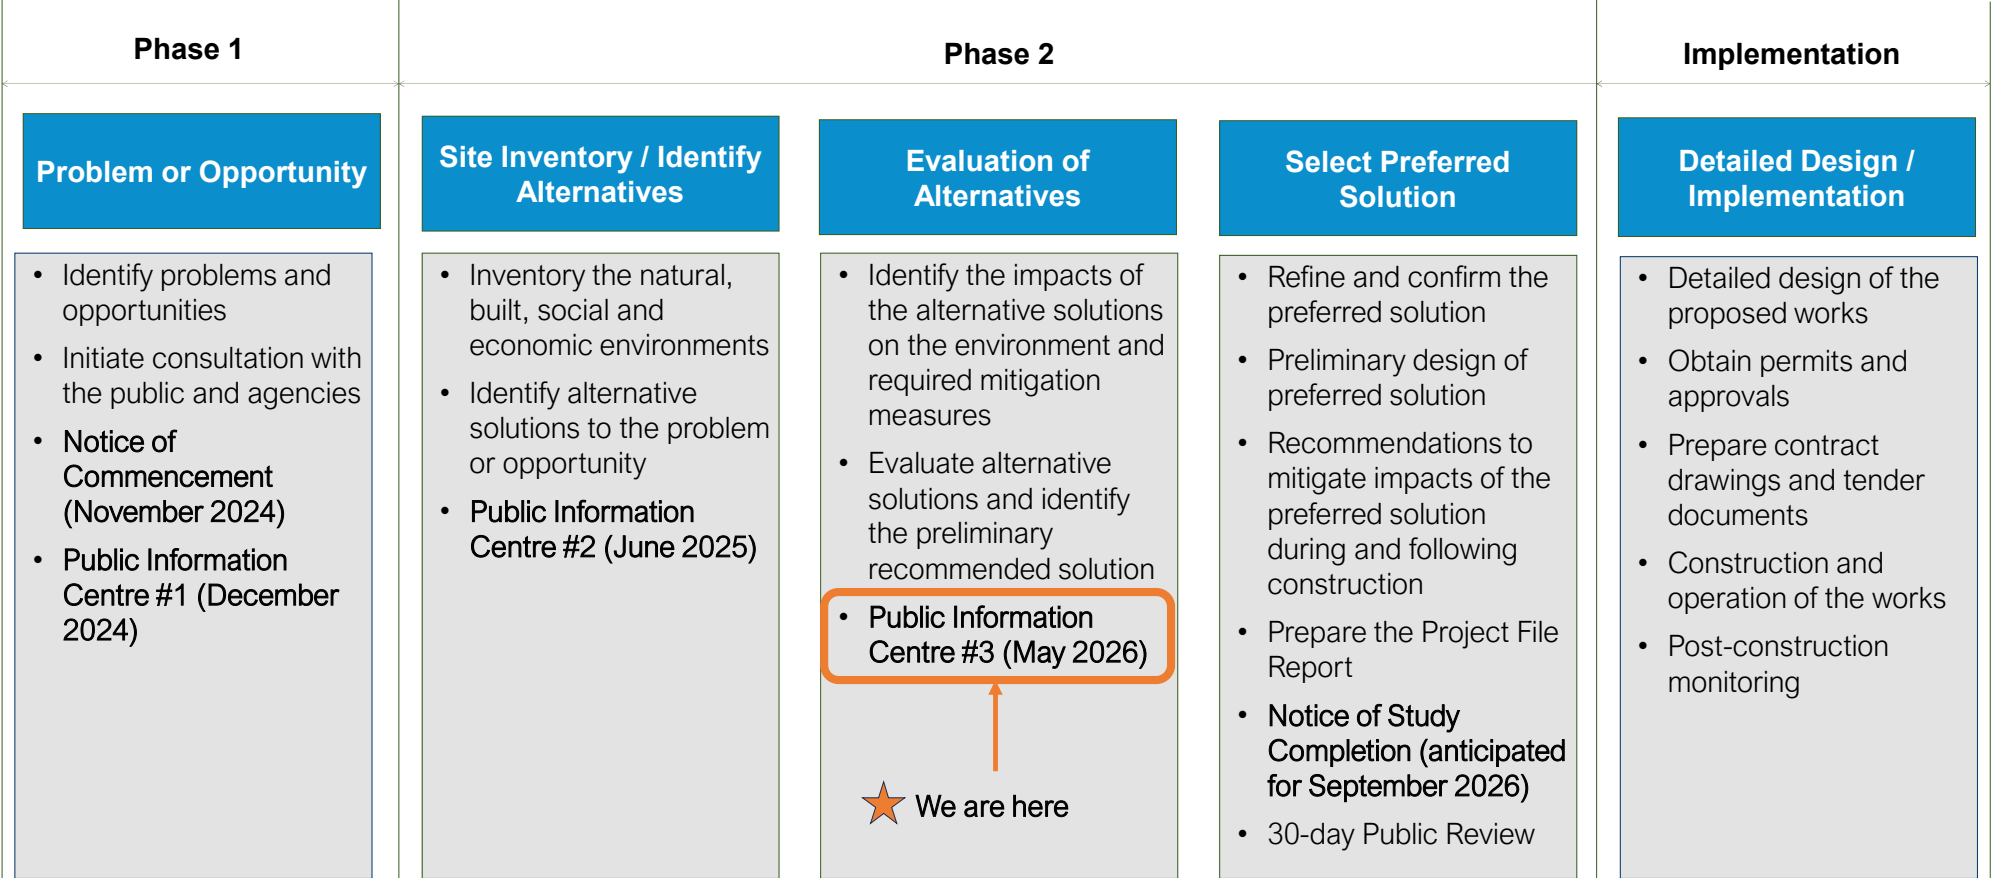 Phase 1
Phase 2
Implementation
Problem or Opportunity
• Identify problems and
opportunities
• Initiate consultation with
the public and agencies
• Notice of
Commencement
(November 2024)
• Public Information
Centre #1 (December
2024)
Site Inventory / Identify
Alternatives
• Inventory the natural,
built, social and
economic environments
• Identify alternative
solutions to the problem
or opportunity
• Public Information
Centre #2 (June 2025)
Evaluation of
Alternatives
• Identify the impacts of
the alternative solutions
on the environment and
required mitigation
measures
• Evaluate alternative
solutions and identify
the preliminary
recommended solution
• Public Information
Centre #3 (May 2026)
We are here
Select Preferred
Solution
• Refine and confirm the
preferred solution
• Preliminary design of
preferred solution
• Recommendations to
mitigate impacts of the
preferred solution
during and following
construction
• Prepare the Project File
Report
• Notice of Study
Completion (anticipated
for September 2026)
• 30-day Public Review
Detailed Design /
Implementation
• Detailed design of the
proposed works
• Obtain permits and
approvals
• Prepare contract
drawings and tender
documents
• Construction and
operation of the works
• Post-construction
monitoring